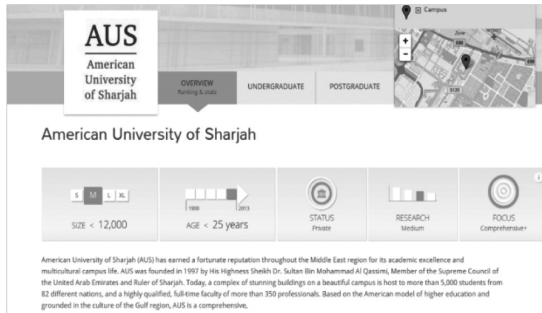 Campus
AUS
American
University
of Sharjah
OVERVIEW
Ranking & stats
UNDERGRADUATE
POSTGRADUATE
+
-
American University of Sharjah
S M L XL
SIZE < 12,000
1900 2013
AGE < 25 years
STATUS
Private
RESEARCH
Medium
FOCUS
Comprehensive+
American University of Sharjah (AUS) has earned a fortunate reputation throughout the Middle East region for its academic excellence and
multicultural campus life. AUS was founded in 1997 by His Highness Sheikh Dr. Sultan Bin Mohammad Al Qassimi, Member of the Supreme Council of
the United Arab Emirates and Ruler of Sharjah. Today, a complex of stunning buildings on a beautiful campus is host to more than 5,000 students from
82 different nations, and a highly qualified, full-time faculty of more than 350 professionals. Based on the American model of higher education and
grounded in the culture of the Gulf region, AUS is a comprehensive,